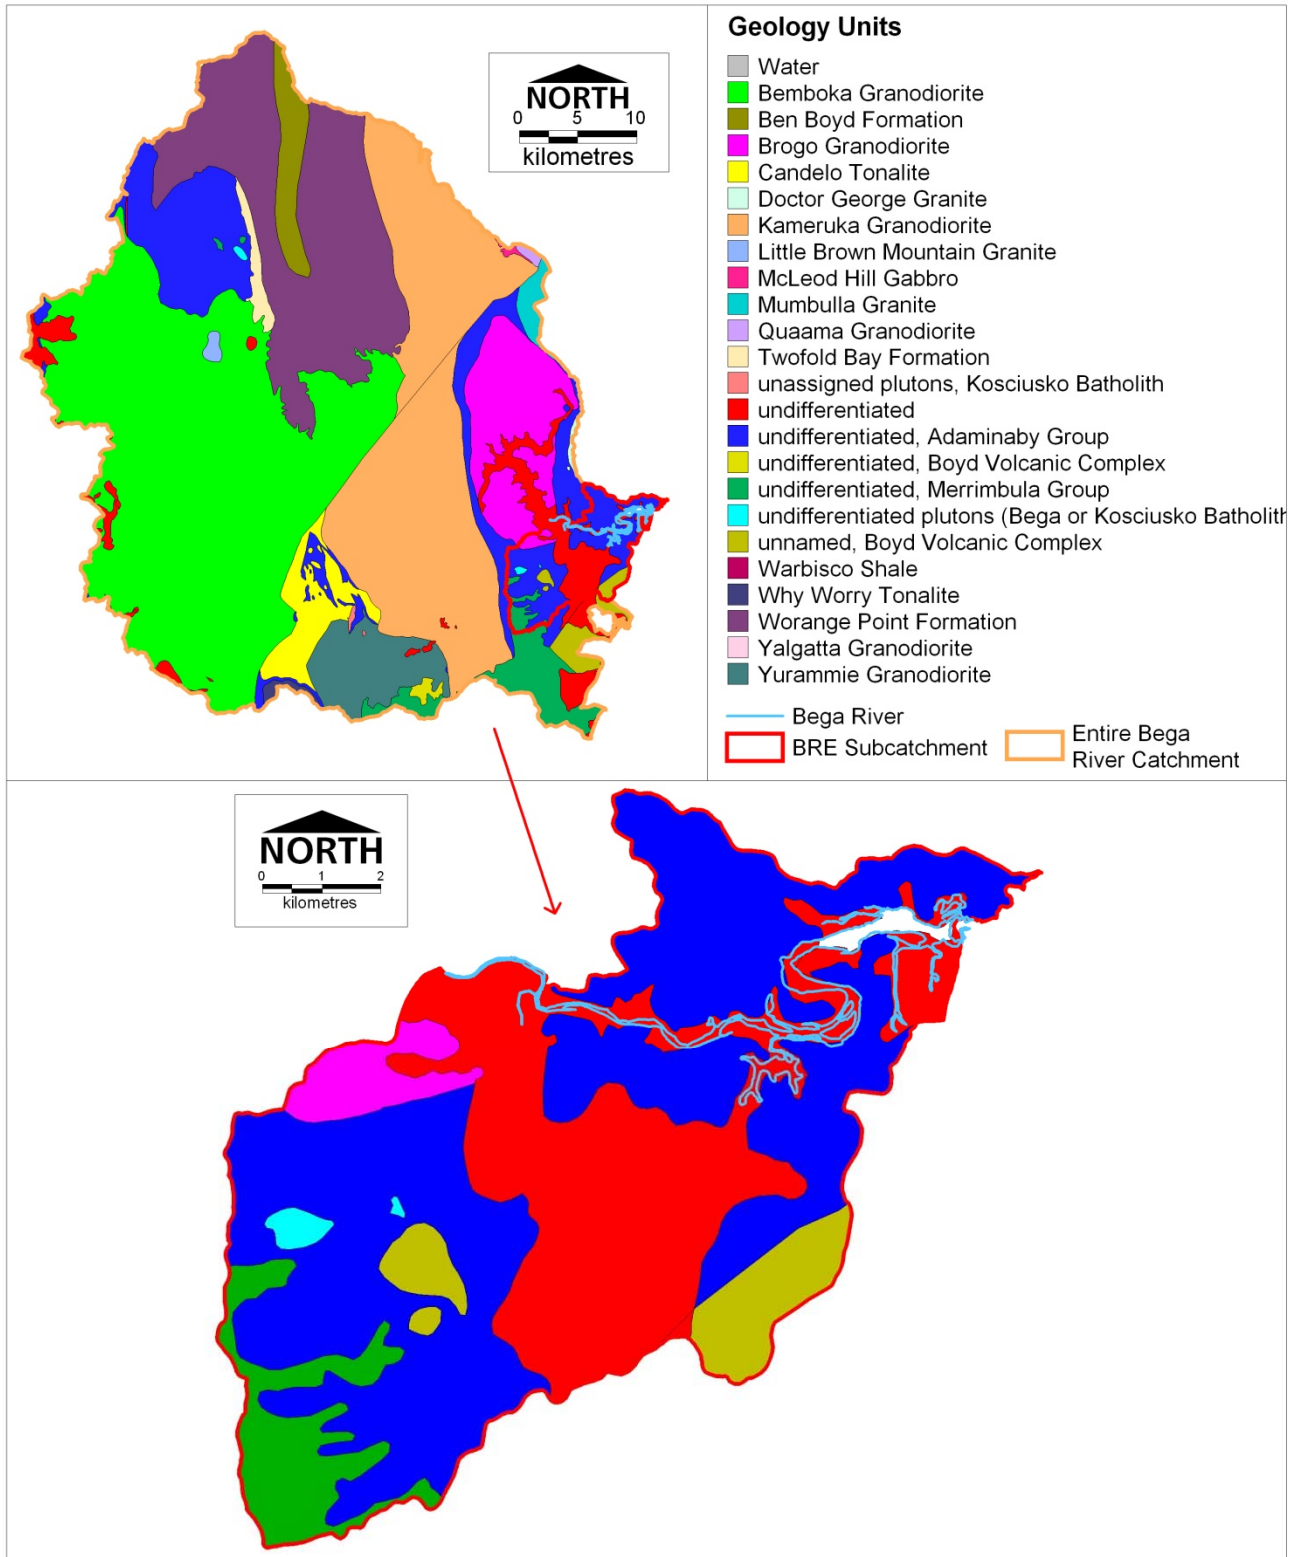 NORTH
0 5 10
kilometres
Geology Units
Water
Bemboka Granodiorite
Ben Boyd Formation
Brogo Granodiorite
Candelo Tonalite
Doctor George Granite
Kameruka Granodiorite
Little Brown Mountain Granite
McLeod Hill Gabbro
Mumbulla Granite
Quaama Granodiorite
Twofold Bay Formation
unassigned plutons, Kosciusko Batholith
undifferentiated
undifferentiated, Adaminaby Group
undifferentiated, Boyd Volcanic Complex
undifferentiated, Merrimbula Group
undifferentiated plutons (Bega or Kosciusko Batholith
unnamed, Boyd Volcanic Complex
Warbisco Shale
Why Worry Tonalite
Worange Point Formation
Yalgatta Granodiorite
Yurammie Granodiorite
Bega River
BRE Subcatchment
Entire Bega
River Catchment
NORTH
0 1 2
kilometres